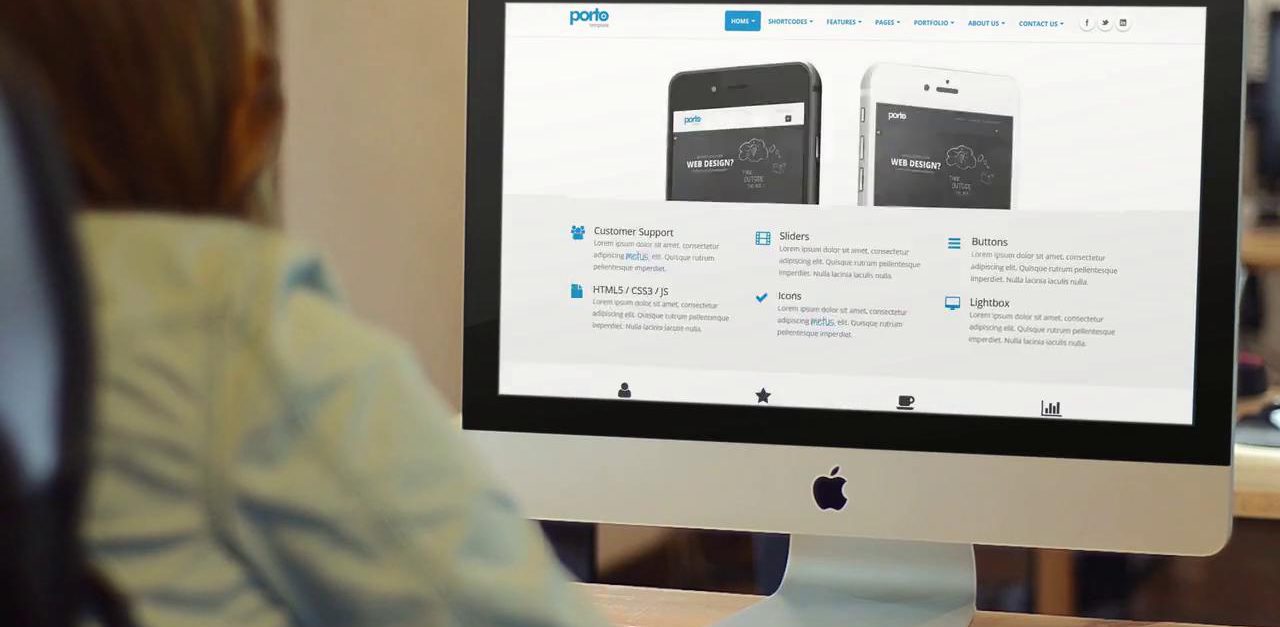 porto
template
HOME SHORTCODES FEATURES PAGES PORTFOLIO ABOUT US CONTACT US
porto
WEB DESIGN?
THINK
OUTSIDE
THE BOX
porto
WEB DESIGN?
THINK
OUTSIDE
THE BOX
Customer Support
Lorem ipsum dolor sit amet, consectetur
adipiscing metus. elit. Quisque rutrum
pellentesque imperdiet.
Sliders
Lorem ipsum dolor sit amet, consectetur
adipiscing elit. Quisque rutrum pellentesque
imperdiet. Nulla lacinia iaculis nulla.
Buttons
Lorem ipsum dolor sit amet, consectetur
adipiscing elit. Quisque rutrum pellentesque
imperdiet. Nulla lacinia iaculis nulla.
HTML5 / CSS3 / JS
Lorem ipsum dolor sit amet, consectetur
adipiscing elit. Quisque rutrum pellentesque
imperdiet. Nulla lacinia iaculis nulla.
Icons
Lorem ipsum dolor sit amet, consectetur
adipiscing metus. elit. Quisque rutrum
pellentesque imperdiet.
Lightbox
Lorem ipsum dolor sit amet, consectetur
adipiscing elit. Quisque rutrum pellentesque
imperdiet. Nulla lacinia iaculis nulla.